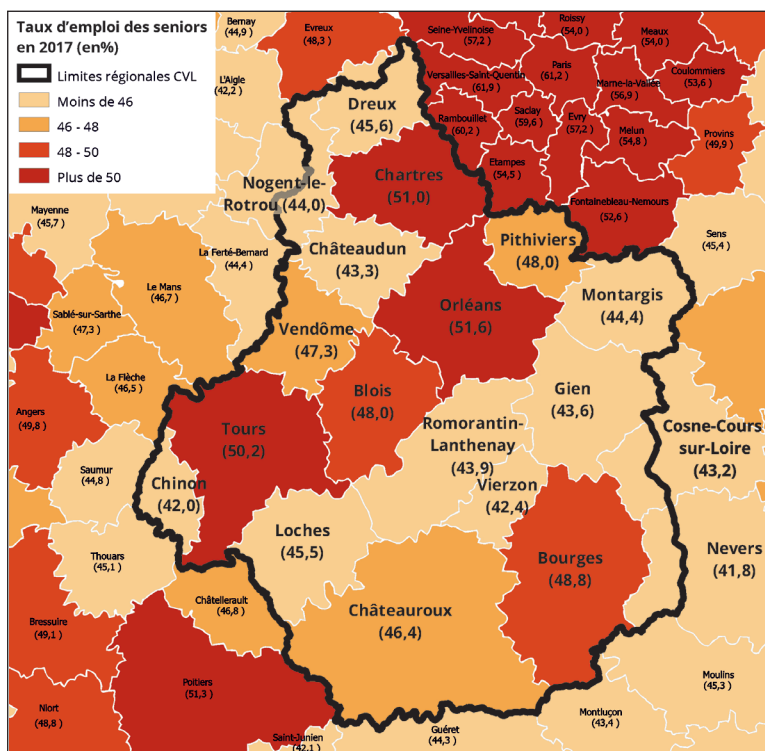 Taux d'emploi des seniors
en 2017 (en%)
Limites régionales CVL
Moins de 46
46 - 48
48 - 50
Plus de 50
Bernay
(44,9 )
Evreux
(48,3 )
Seine-Yvelinoise
(57,2 )
Roissy
(54,0 )
Meaux
(54,0 )
L'Aigle
(42,2 )
Versailles-Saint-Quentin
(61,9 )
Paris
(61,2 )
Marne-la-Vallée
(56,9 )
Coulommiers
(53,6 )
Dreux
(45,6)
Rambouillet
(60,2 )
Saclay
(59,6 )
Evry
(57,2 )
Melun
(54,8 )
Provins
(49,9 )
Etampes
(54,5 )
Chartres
(51,0)
Nogent-le-
Rotrou (44,0)
Fontainebleau-Nemours
(52,6 )
Mayenne
(45,7 )
La Ferté-Bernard
(44,4 )
Châteaudun
(43,3)
Pithiviers
(48,0)
Sens
(45,4 )
Le Mans
(46,7 )
Sablé-sur-Sarthe
(47,3 )
Vendôme
(47,3)
Orléans
(51,6)
Montargis
(44,4)
La Flèche
(46,5 )
Angers
(49,8 )
Blois
(48,0)
Gien
(43,6)
Tours
(50,2)
Romorantin-
Lanthenay
(43,9)
Cosne-Cours
sur-Loire
(43,2)
Saumur
(44,8 )
Chinon
(42,0)
Vierzon
(42,4)
Loches
(45,5)
Thouars
(45,1 )
Bourges
(48,8)
Nevers
(41,8)
Châtellerault
(46,8 )
Châteauroux
(46,4)
Bressuire
(49,1 )
Poitiers
(51,3 )
Moulins
(45,3 )
Niort
(48,8 )
Montluçon
(43,4 )
Saint-Junien
(42,1 )
Guéret
(44,3 )